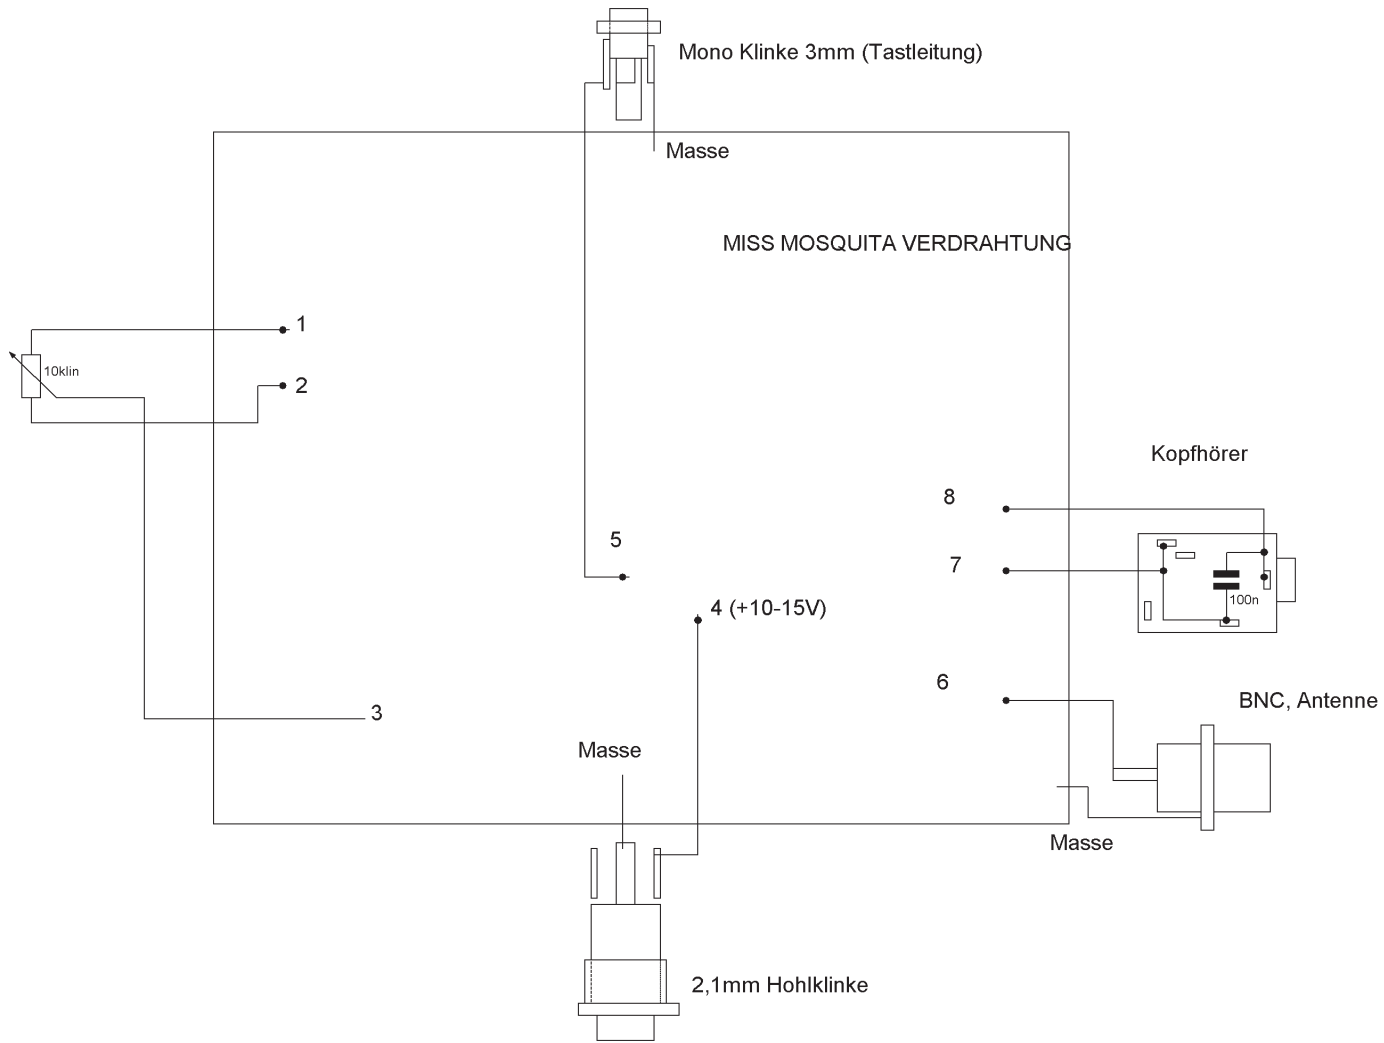 Mono Klinke 3mm (Tastleitung)
Masse
MISS MOSQUITA VERDRAHTUNG
1
10klin
2
Kopfhörer
8
5
7
100n
4 (+10-15V)
6
BNC, Antenne
3
Masse
Masse
2,1mm Hohlklinke